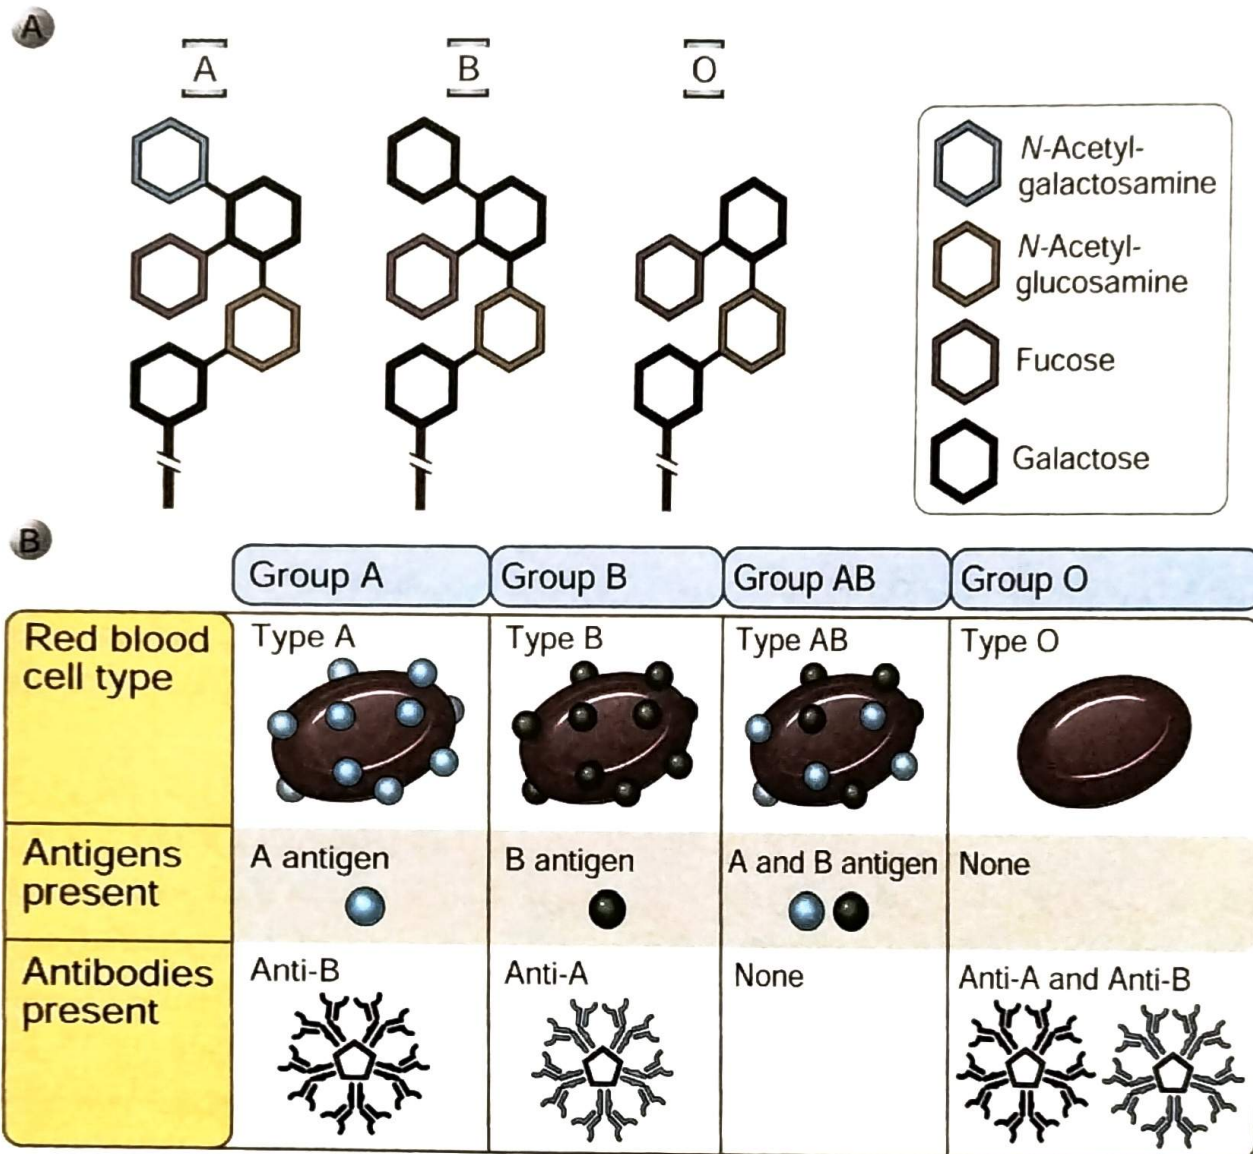 A
A
B
O
N-Acetyl-
galactosamine
N-Acetyl-
glucosamine
Fucose
Galactose
B
Group A
Group B
Group AB
Group O
Red blood
cell type
Type A
Type B
Type AB
Type O
Antigens
present
A antigen
B antigen
A and B antigen
None
Antibodies
present
Anti-B
Anti-A
None
Anti-A and Anti-B